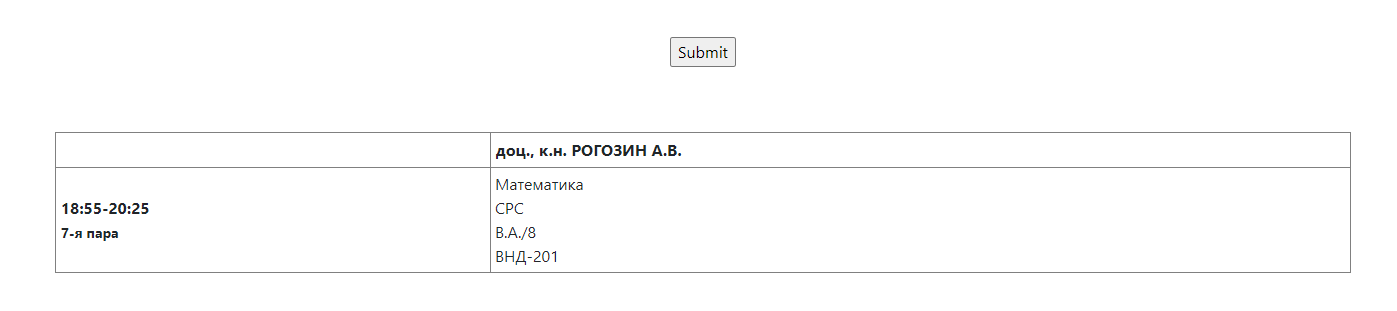 Submit
доц., к.н. РОГОЗИН А.В.
18:55-20:25
7-я пара
Математика
СРС
В.А./8
ВНД-201